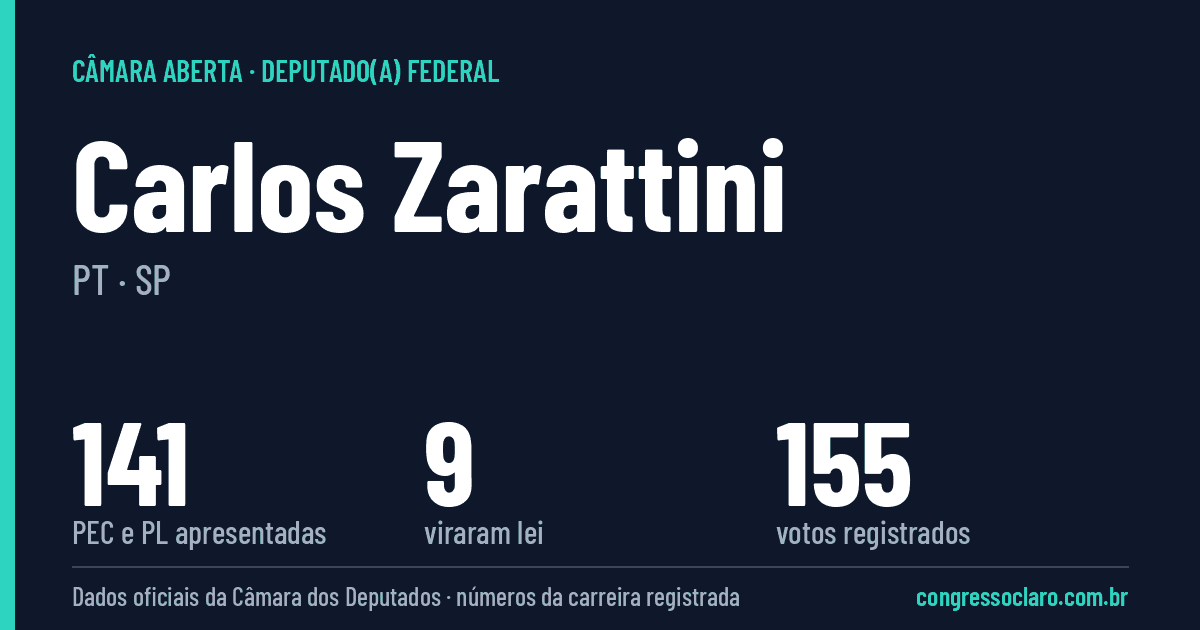 CÂMARA ABERTA · DEPUTADO(A) FEDERAL
Carlos Zarattini
PT · SP
141 9 155
PEC e PL apresentadas viraram lei votos registrados
Dados oficiais da Câmara dos Deputados · números da carreira registrada congressoclaro.com.br